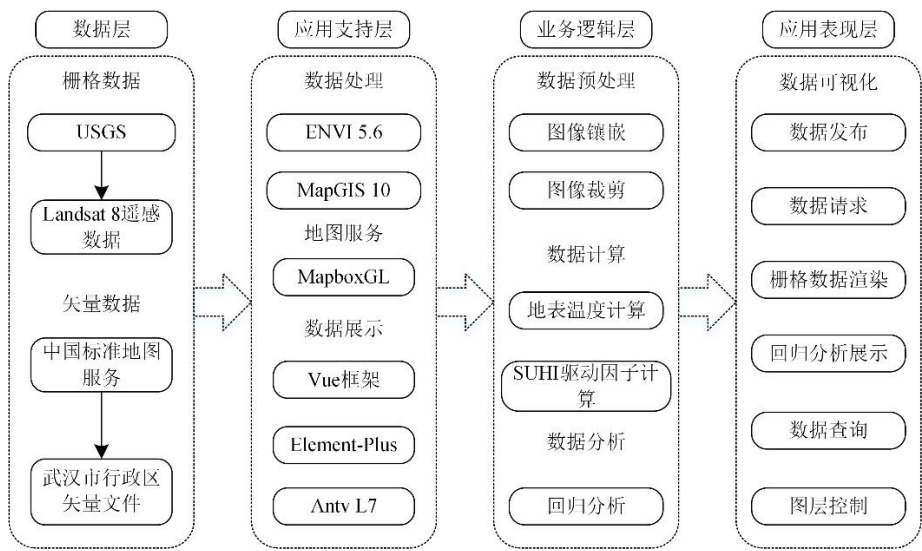 数据层
栅格数据
USGS
Landsat 8遥感
数据
矢量数据
中国标准地图
服务
武汉市行政区
矢量文件
应用支持层
数据处理
ENVI 5.6
MapGIS 10
地图服务
MapboxGL
数据展示
Vue框架
Element-Plus
Antv L7
业务逻辑层
数据预处理
图像镶嵌
图像裁剪
数据计算
地表温度计算
SUHI驱动因子计
算
数据分析
回归分析
应用表现层
数据可视化
数据发布
数据请求
栅格数据渲染
回归分析展示
数据查询
图层控制